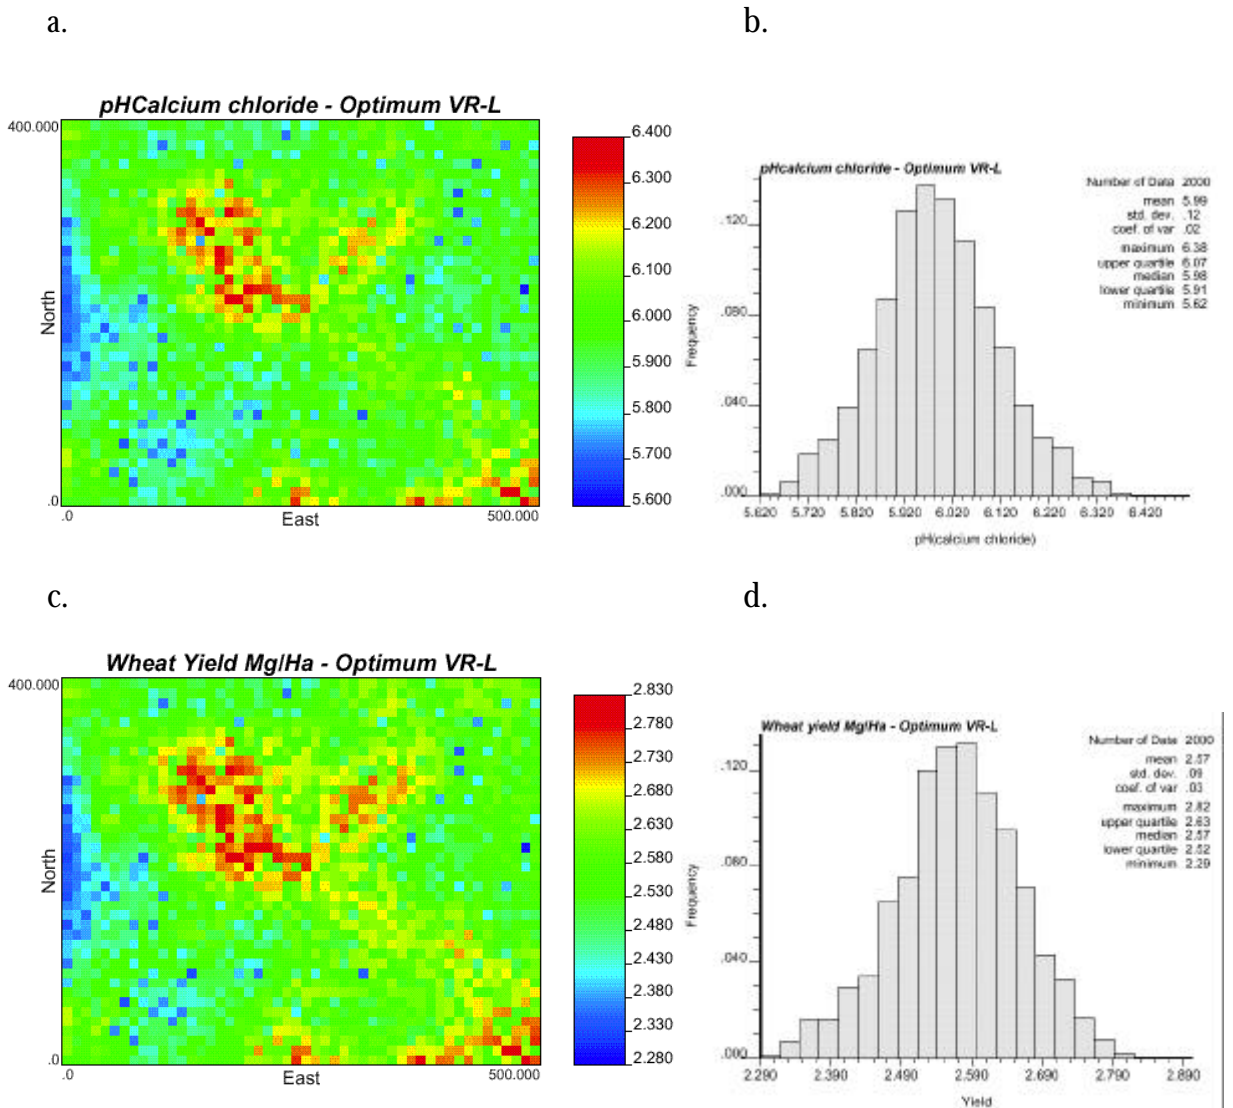 a.
pHCalcium chloride - Optimum VR-L
400.000
North
.0
.0
East
500.000
6.400
6.300
6.200
6.100
6.000
5.900
5.800
5.700
5.600
b.
pHcalcium chloride - Optimum VR-L
Number of Data 2000
mean 5.99
std. dev. .12
coef. of var .02
maximum 6.38
upper quartile 6.07
median 5.98
lower quartile 5.91
minimum 5.62
Frequency
.120
.080
.040
.000
5.620 5.720 5.820 5.920 6.020 6.120 6.220 6.320 6.420
pH(calcium chloride)
c.
Wheat Yield Mg/Ha - Optimum VR-L
400.000
North
.0
.0
East
500.000
2.830
2.780
2.730
2.680
2.630
2.580
2.530
2.480
2.430
2.380
2.330
2.280
d.
Wheat yield Mg/Ha - Optimum VR-L
Number of Data 2000
mean 2.57
std. dev. .09
coef. of var .03
maximum 2.82
upper quartile 2.63
median 2.57
lower quartile 2.52
minimum 2.29
Frequency
.120
.080
.040
.000
2.290 2.390 2.490 2.590 2.690 2.790 2.890
Yield